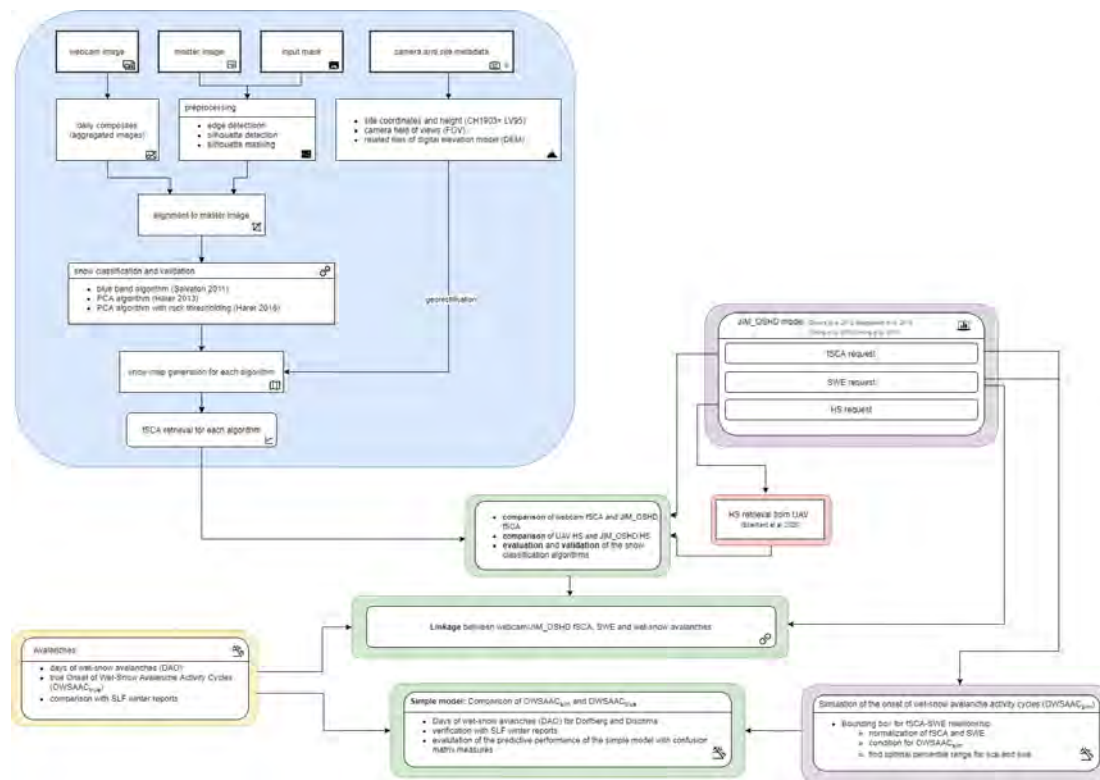 webcam image
master image
input mask
camera and site metadata
daily composites
(aggregated images)
preprocessing
edge detectioon
silhouette detection
silhouette masking
site coordinates and height (CH1903+ LV95)
camera field of views (FOV)
related tiles of digital elevation model (DEM)
alignment to master image
snow classification and validation
blue band algorithm (Salvatori 2011)
PCA algorithm (Härer 2013)
PCA algorithm with rock thresholding (Härer 2016)
georectification
snow map generation for each algorithm
fSCA retrieval for each algorithm
JIM_OSHD model:
fSCA request
SWE request
HS request
HS retrieval from UAV
comparison of webcam fSCA and JIM_OSHD
fSCA
comparison of UAV HS and JIM_OSHD HS
evaluation and validation of the snow
classification algorithms
Linkage between webcam/JIM_OSHD fSCA, SWE and wet-snow avalanches
Avalanches
days of wet-snow avalanches (DAO)
true Onset of Wet-Snow Avalanche Activity Cycles
(OWSAACtrue)
comparison with SLF winter reports
Simple model: Comparison of OWSAACsim and OWSAACtrue
Days of wet-snow avalanches (DAO) for Dorfberg and Dischma
verification with SLF winter reports
evalutation of the predictive performance of the simple model with confusion
matrix measures
Simulation of the onset of wet-snow avalanche activity cycles (OWSAACsim)
Bounding box for fSCA-SWE relationship
normalization of fSCA and SWE
condition for OWSAACsim
find optimal percentile range for sca and swe